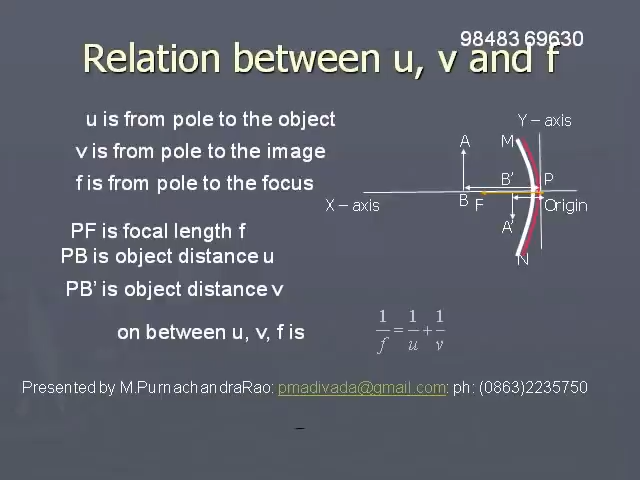 98483 69630
Relation between u, v and f
u is from pole to the object
v is from pole to the image
f is from pole to the focus
PF is focal length f
PB is object distance u
PB’ is object distance v
on between u, v, f is
1/f = 1/u + 1/v
Y – axis
A
M
B’
P
X – axis
B
F
Origin
A’
N
Presented by M.PurnachandraRao: pmadivada@gmail.com: ph: (0863)2235750